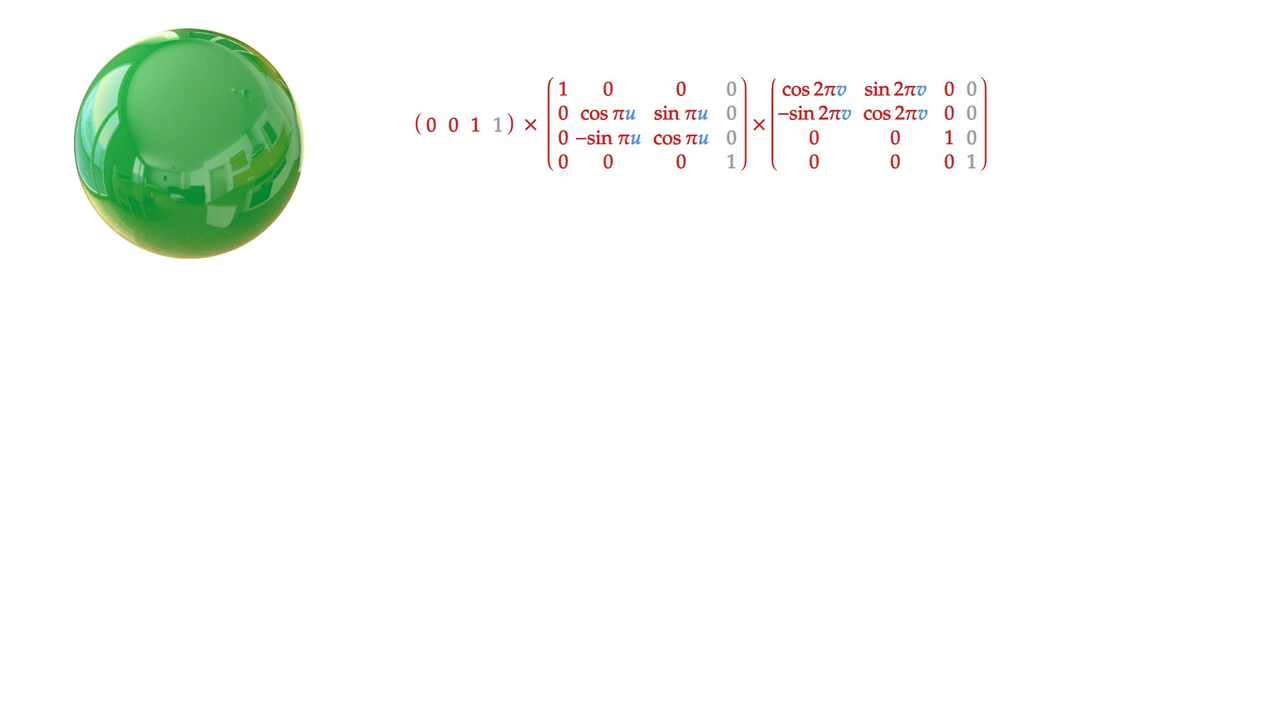 (0 0 1 1) × (1 0 0 0
0 cos πu sin πu 0
0 −sin πu cos πu 0
0 0 0 1) × (cos 2πv sin 2πv 0 0
−sin 2πv cos 2πv 0 0
0 0 1 0
0 0 0 1)